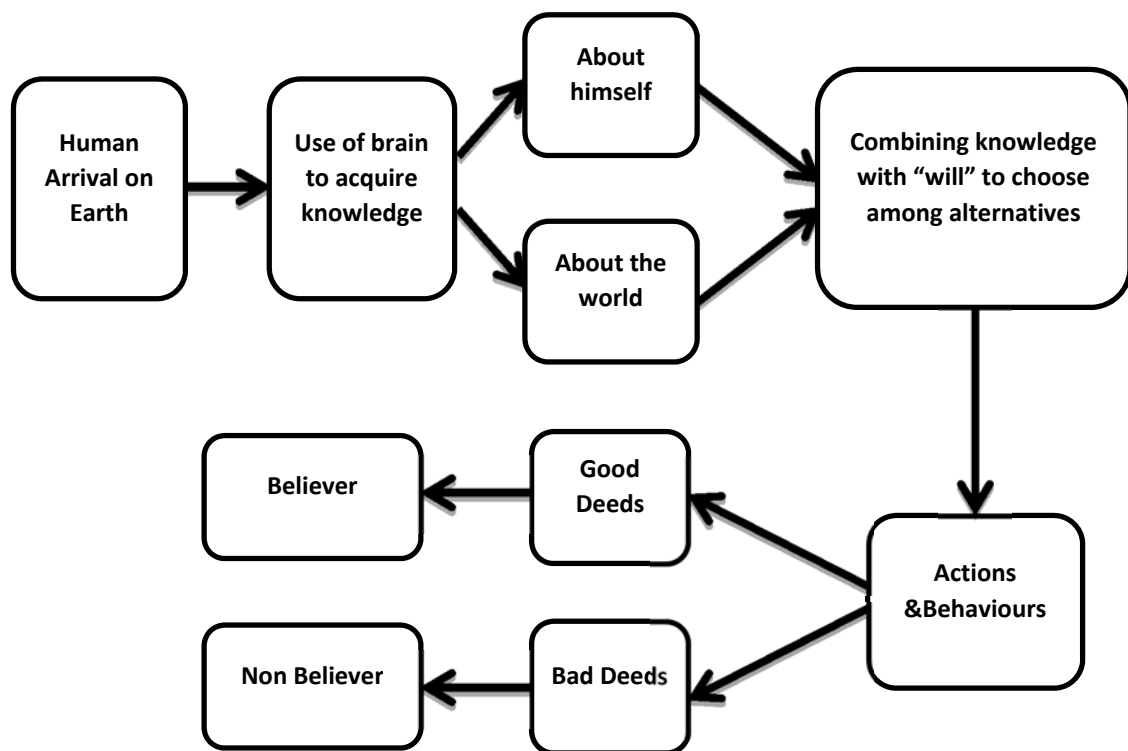 Human
Arrival on
Earth
Use of brain
to acquire
knowledge
About
himself
About the
world
Combining knowledge
with “will” to choose
among alternatives
Actions
&Behaviours
Good
Deeds
Believer
Bad Deeds
Non Believer